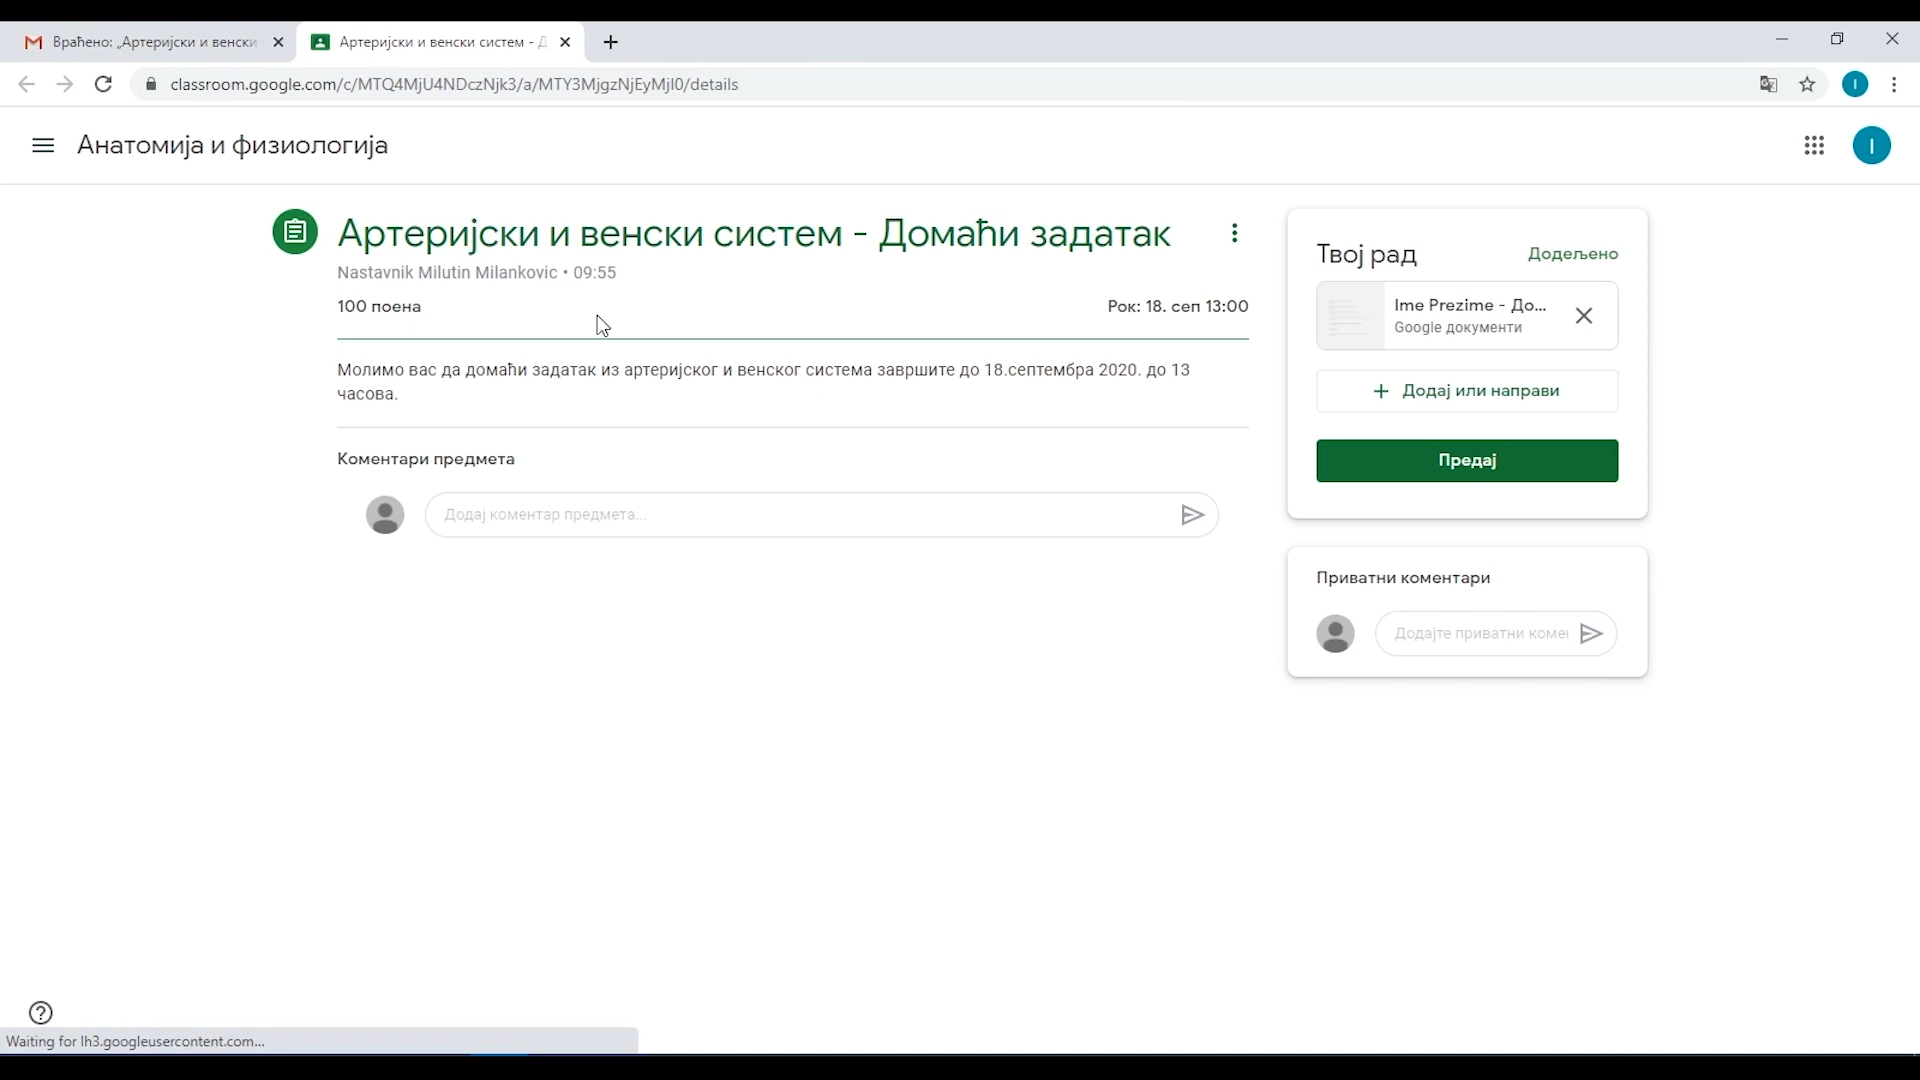 Враћено: „Артеријски и венски
Артеријски и венски систем - Д
classroom.google.com/c/MTQ4MjU4NDczNjk3/a/MTY3MjgzNjEyMjI0/details
I
Анатомија и физиологија
I
Артеријски и венски систем - Домаћи задатак
Nastavnik Milutin Milankovic • 09:55
100 поена
Рок: 18. сеп 13:00
Молимо вас да домаћи задатак из артеријског и венског система завршите до 18.септембра 2020. до 13
часова.
Коментари предмета
Додај коментар предмета...
Твој рад
Додељено
Ime Prezime - До...
Google документи
Додај или направи
Предај
Приватни коментари
Додајте приватни комен
Waiting for lh3.googleusercontent.com...